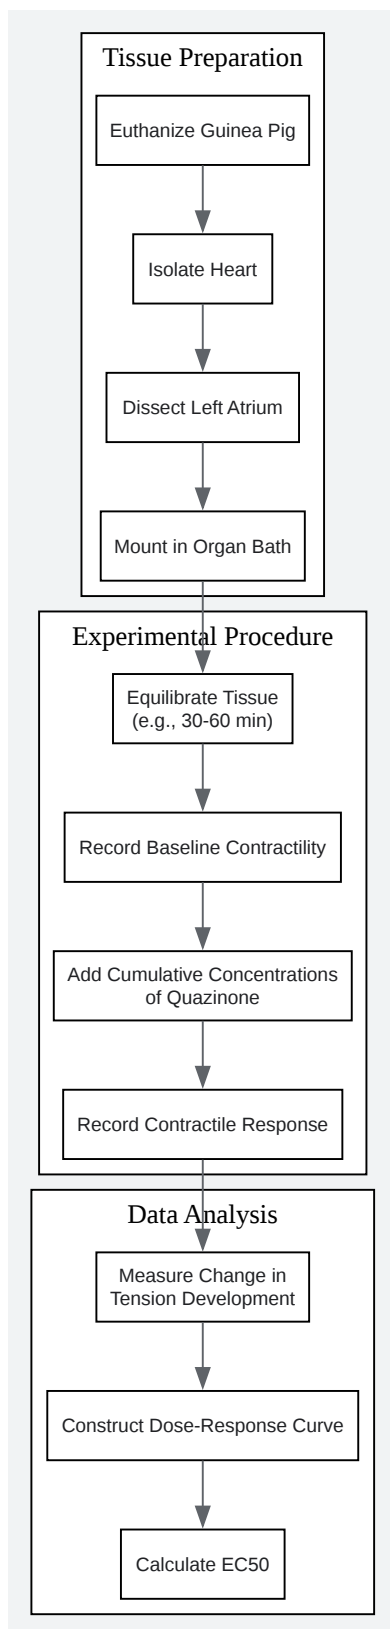 Tissue Preparation
Euthanize Guinea Pig
Isolate Heart
Dissect Left Atrium
Mount in Organ Bath
Experimental Procedure
Equilibrate Tissue
(e.g., 30-60 min)
Record Baseline Contractility
Add Cumulative Concentrations
of Quazinone
Record Contractile Response
Data Analysis
Measure Change in
Tension Development
Construct Dose-Response Curve
Calculate EC50